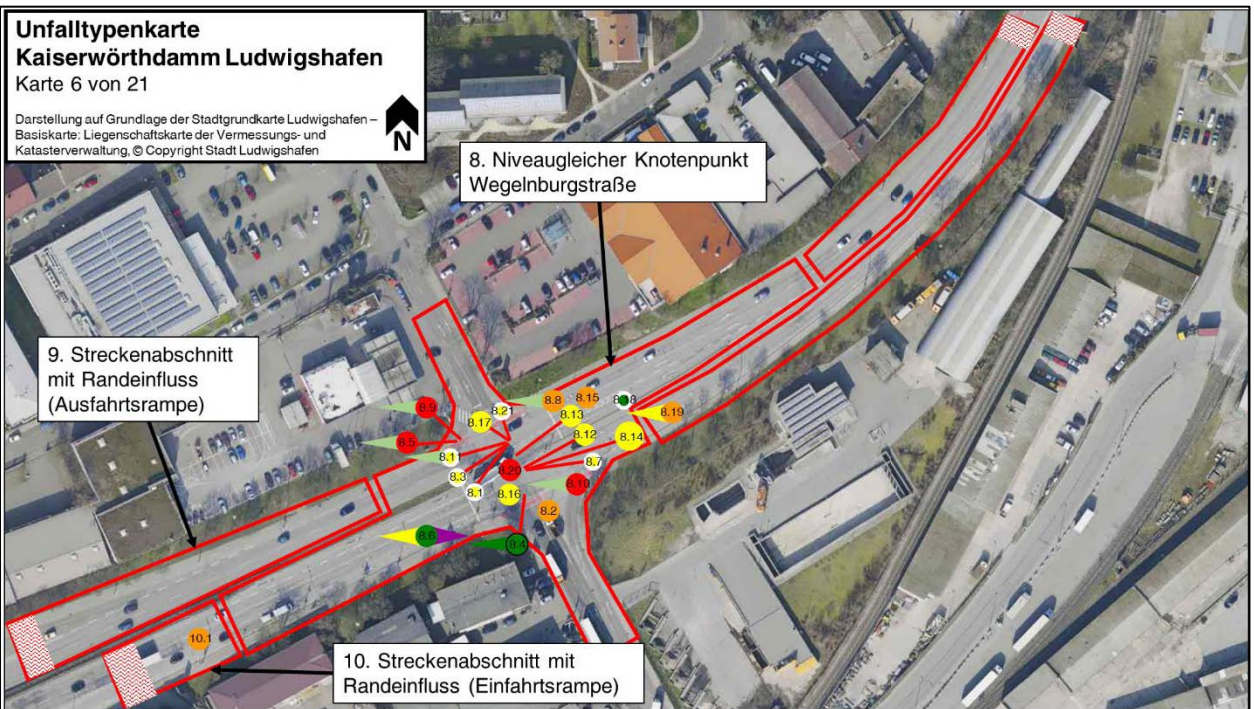 Unfalltypenkarte
Kaiserwörthdamm Ludwigshafen
Karte 6 von 21
Darstellung auf Grundlage der Stadtgrundkarte Ludwigshafen –
Basiskarte: Liegenschaftskarte der Vermessungs- und
Katasterverwaltung, © Copyright Stadt Ludwigshafen
N
8. Niveaugleicher Knotenpunkt
Wegelnburgstraße
9. Streckenabschnitt
mit Randeinfluss
(Ausfahrtsrampe)
8.9
8.21
8.8
8.15
8.18
8.17
8.13
8.19
8.5
8.12
8.14
8.11
8.3
8.20
8.7
8.1
8.16
8.10
8.2
8.6
8.4
10.1
10. Streckenabschnitt mit
Randeinfluss (Einfahrtsrampe)